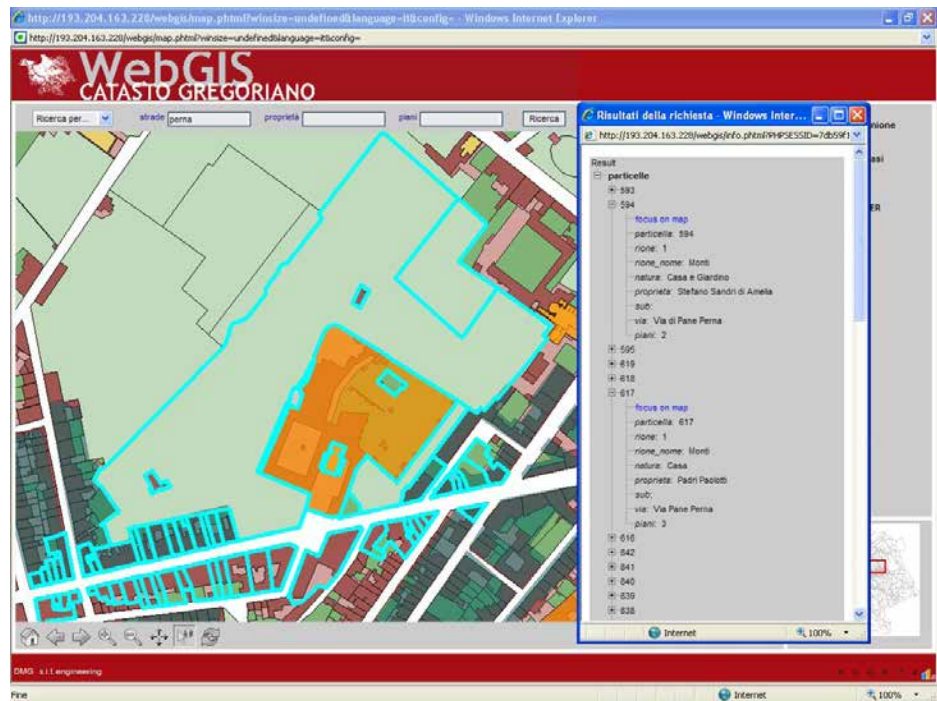 http://193.204.163.228/webgis/map.phtml?winsize=undefined&language=it&config= - Windows Internet Explorer
http://193.204.163.228/webgis/map.phtml?winsize=undefined&language=it&config=
WebGIS
CATASTO GREGORIANO
Ricerca per...
strade perna
proprietà
piani
Ricerca
Risultati della richiesta - Windows Inter...
http://193.204.163.228/webgis/info.phtml?PHPSESSID=7db59f1
nione
asi
ER
Result
particelle
593
594
focus on map
particella: 594
rione: 1
rione_nome: Monti
natura: Casa e Giardino
proprieta: Stefano Sandri di Amelia
sub:
via: Via di Pane Perna
piani: 2
595
619
618
617
focus on map
particella: 617
rione: 1
rione_nome: Monti
natura: Casa
proprieta: Padri Paolotti
sub:
via: Via Pane Perna
piani: 3
616
642
641
640
639
638
Internet
100%
DMG s.i.t.engineering
Fine
Internet
100%